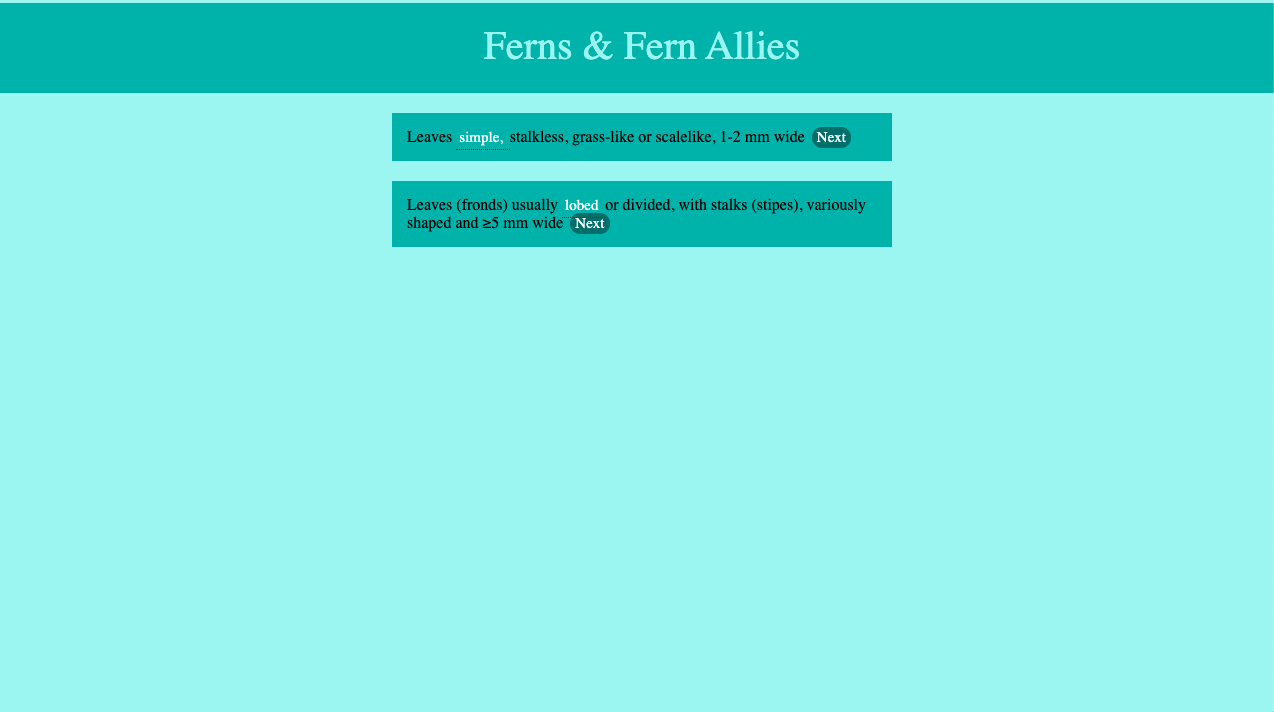 Ferns & Fern Allies
Leaves simple, stalkless, grass-like or scalelike, 1-2 mm wide Next
Leaves (fronds) usually lobed or divided, with stalks (stipes), variously
shaped and ≥5 mm wide Next